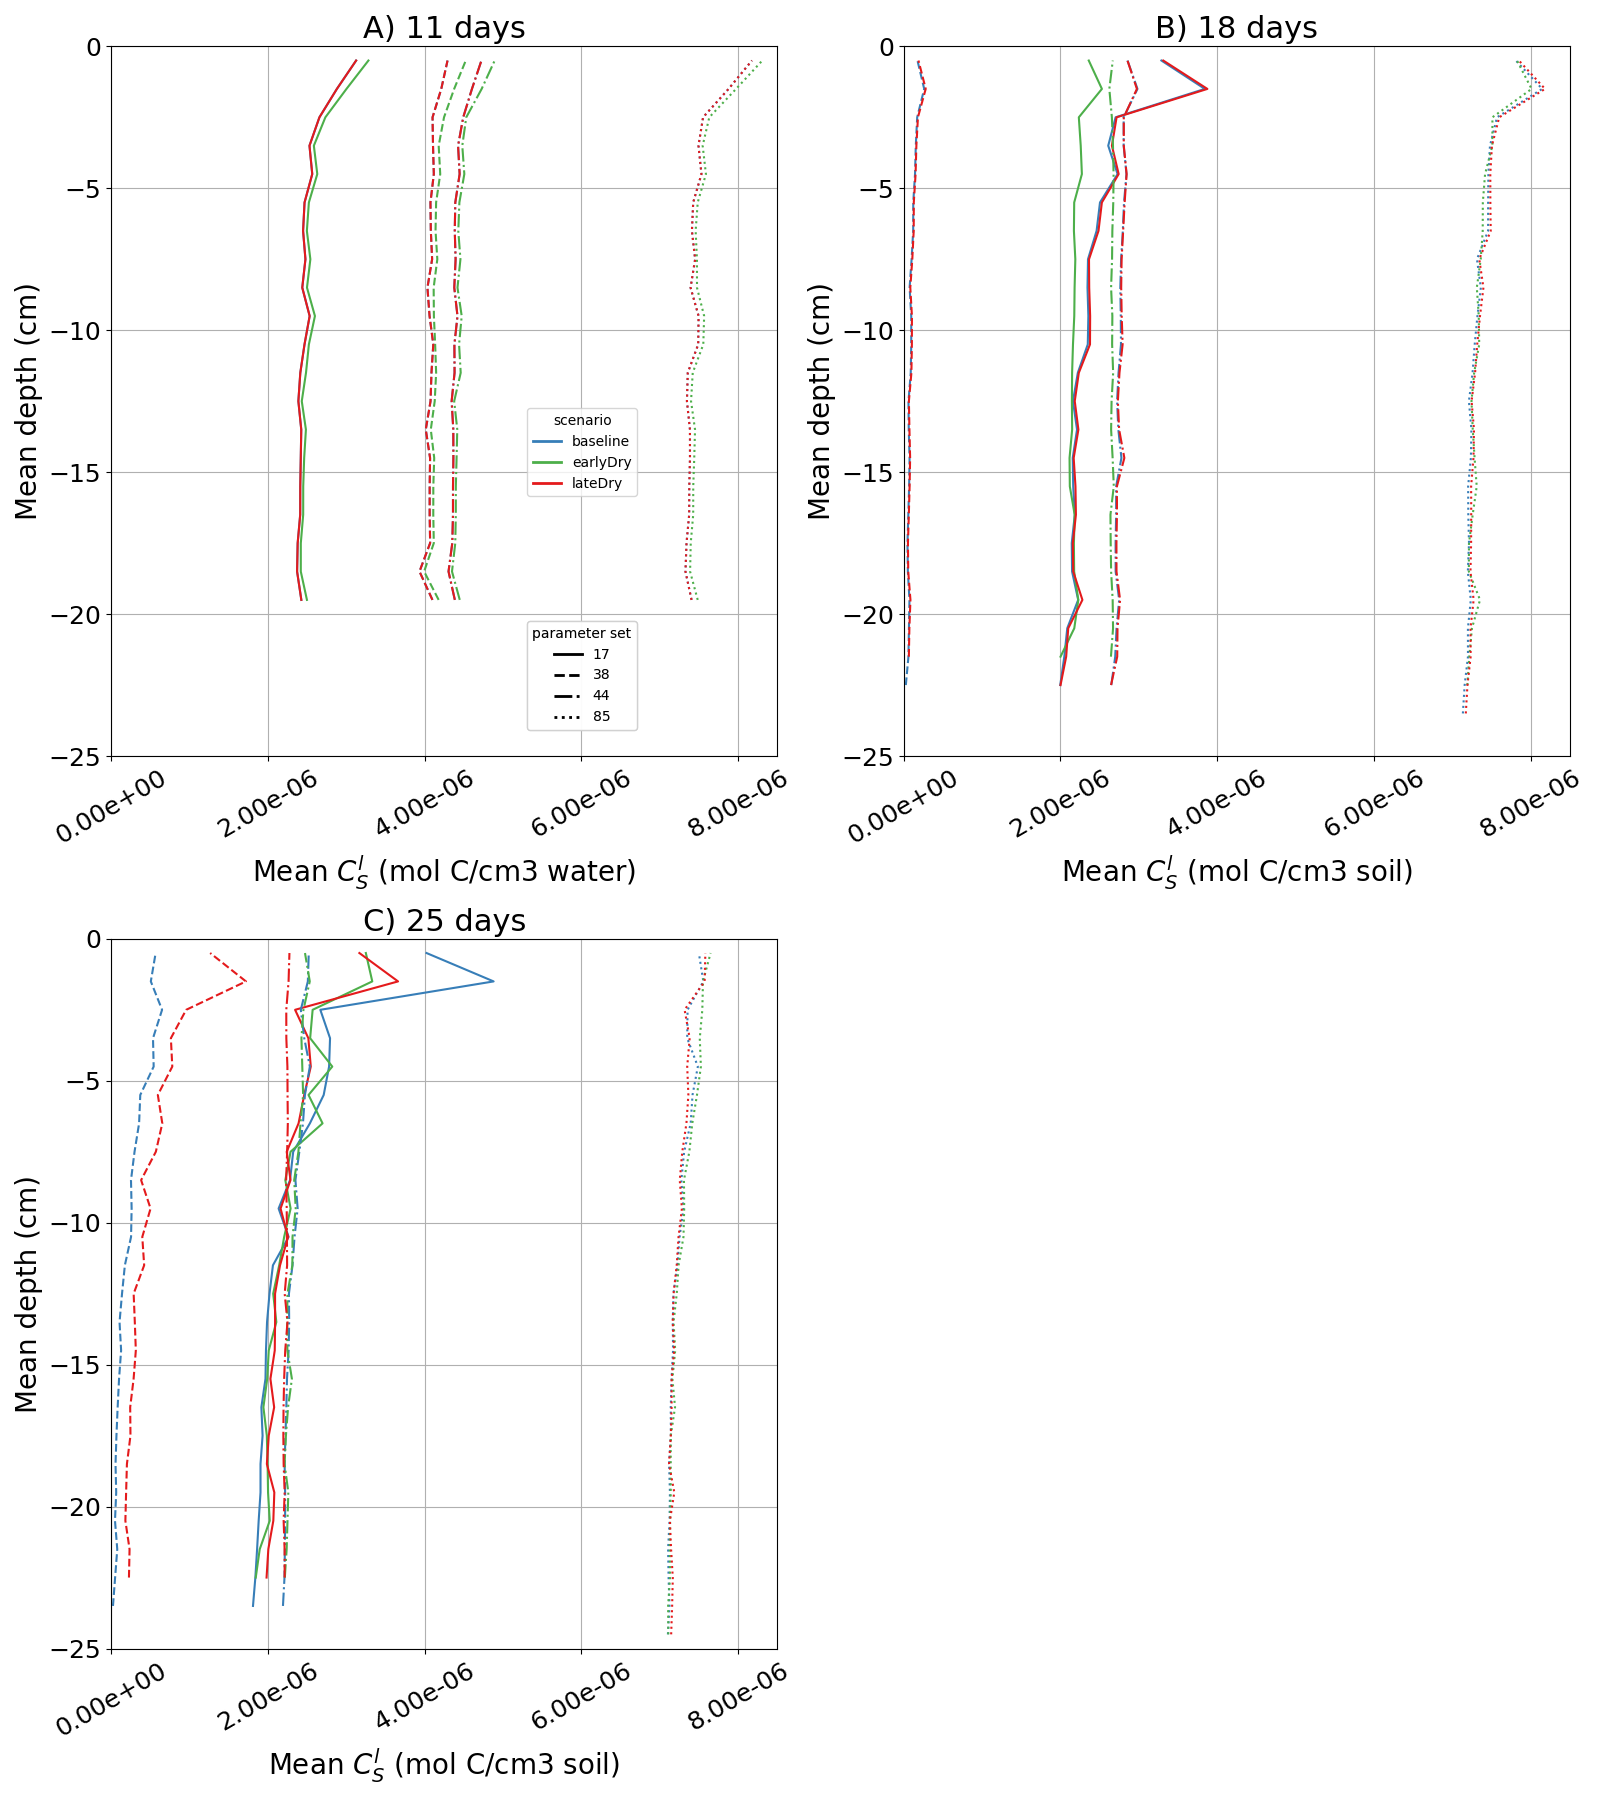 A) 11 days
0
−5
−10
−15
−20
−25
Mean depth (cm)
scenario
baseline
earlyDry
lateDry
parameter set
17
38
44
85
0.00e+00
2.00e-06
4.00e-06
6.00e-06
8.00e-06
Mean C_S^l (mol C/cm3 water)
B) 18 days
0
−5
−10
−15
−20
−25
Mean depth (cm)
0.00e+00
2.00e-06
4.00e-06
6.00e-06
8.00e-06
Mean C_S^l (mol C/cm3 soil)
C) 25 days
0
−5
−10
−15
−20
−25
Mean depth (cm)
0.00e+00
2.00e-06
4.00e-06
6.00e-06
8.00e-06
Mean C_S^l (mol C/cm3 soil)